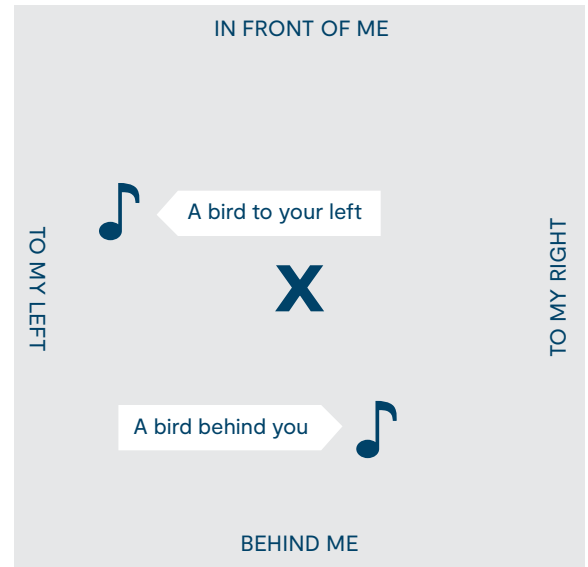 IN FRONT OF ME
A bird to your left
TO MY LEFT
X
TO MY RIGHT
A bird behind you
BEHIND ME